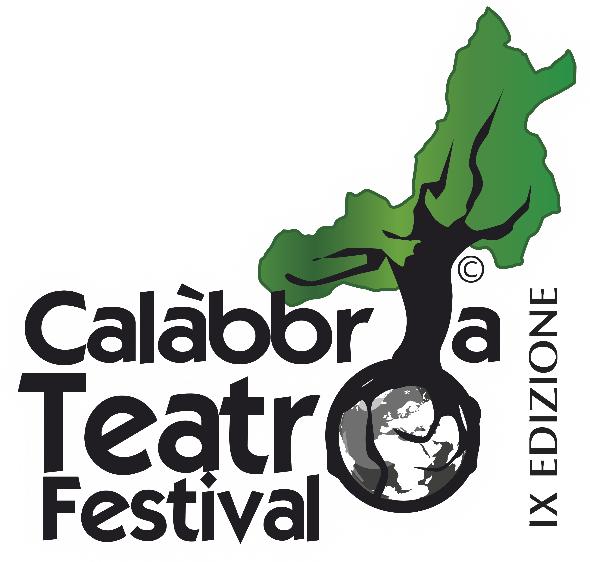 Calàbbria
Teatro
Festival
©
IX EDIZIONE